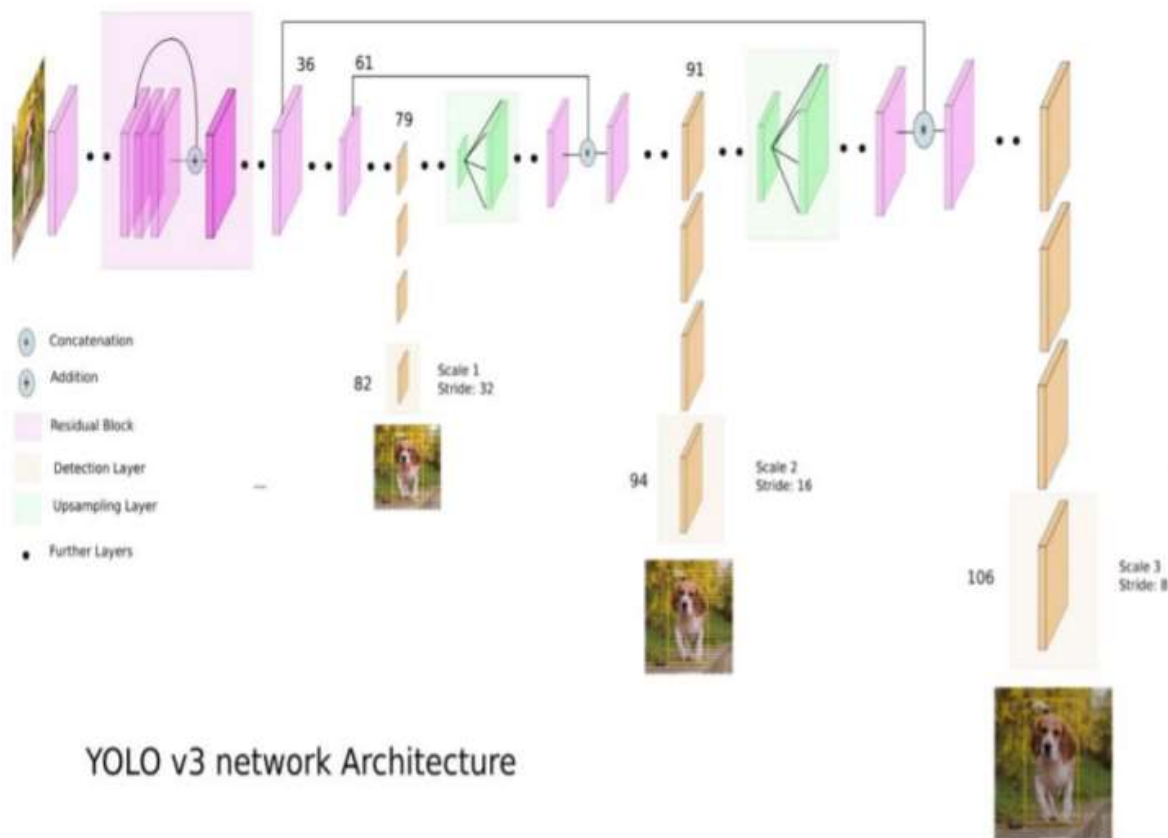 36
61
91
79
Concatenation
Addition
Residual Block
Detection Layer
Upsampling Layer
Further Layers
82
Scale 1
Stride: 32
94
Scale 2
Stride: 16
106
Scale 3
Stride: 8
YOLO v3 network Architecture